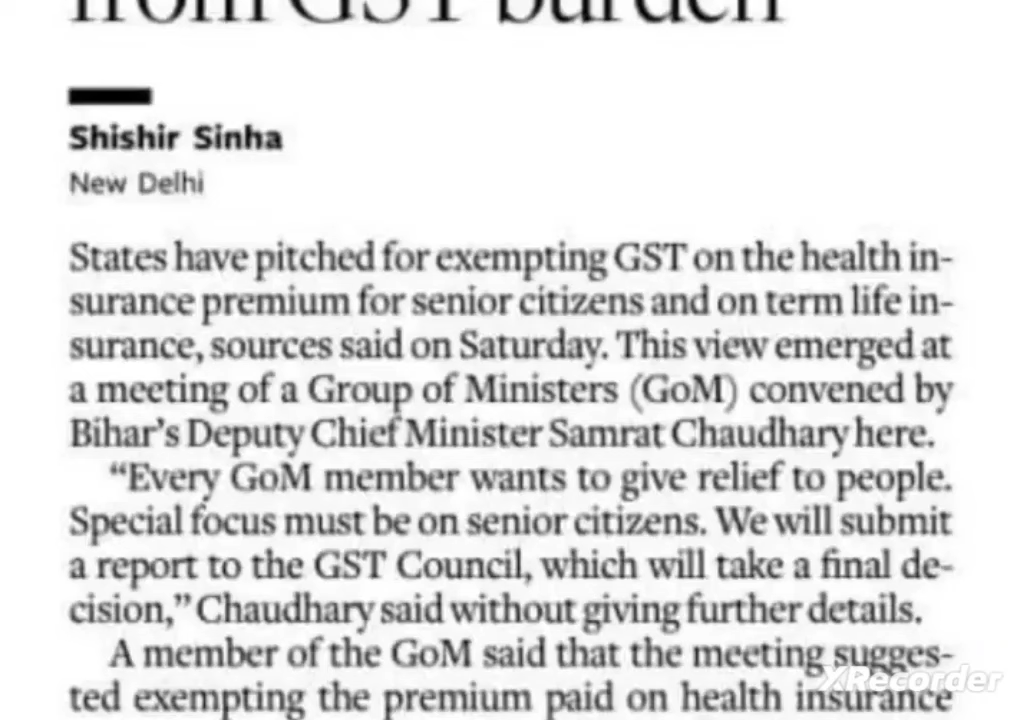 from GST burden
Shishir Sinha
New Delhi
States have pitched for exempting GST on the health in-
surance premium for senior citizens and on term life in-
surance, sources said on Saturday. This view emerged at
a meeting of a Group of Ministers (GoM) convened by
Bihar's Deputy Chief Minister Samrat Chaudhary here.
“Every GoM member wants to give relief to people.
Special focus must be on senior citizens. We will submit
a report to the GST Council, which will take a final de-
cision,” Chaudhary said without giving further details.
A member of the GoM said that the meeting sugges-
ted exempting the premium paid on health insurance
XRecorder